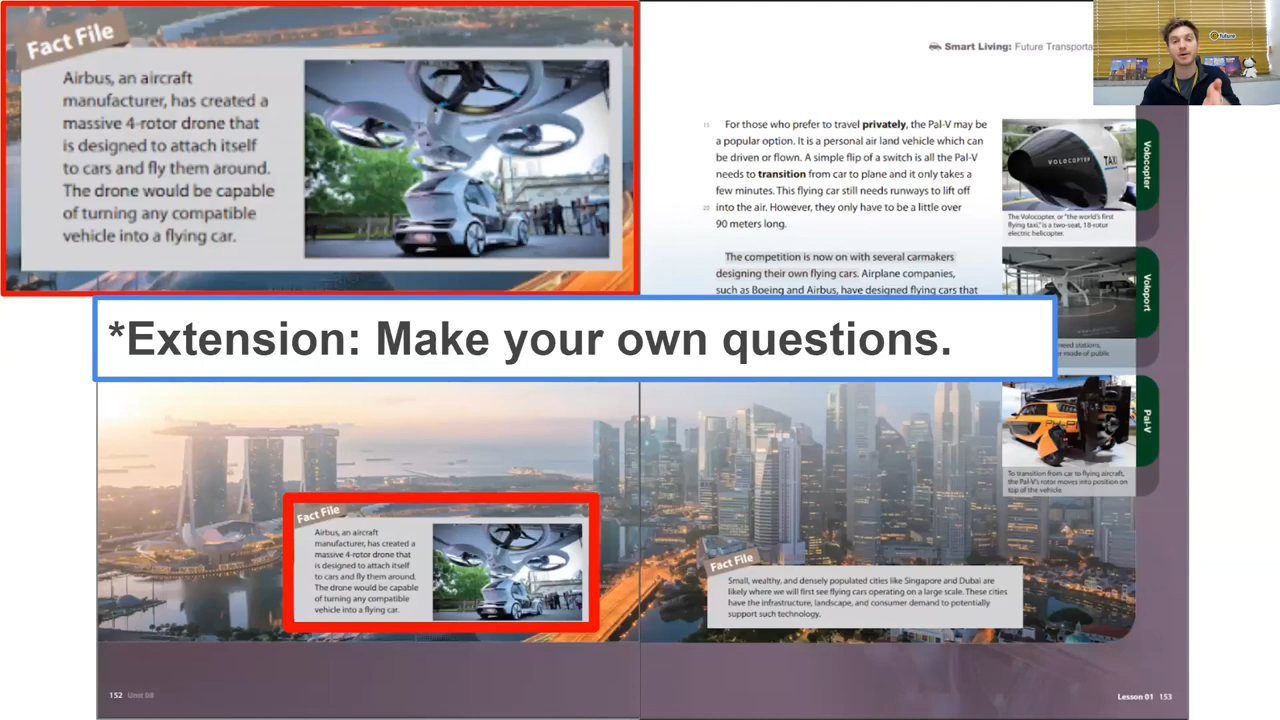 Fact File
Airbus, an aircraft
manufacturer, has created a
massive 4-rotor drone that
is designed to attach itself
to cars and fly them around.
The drone would be capable
of turning any compatible
vehicle into a flying car.
Smart Living: Future Transporta
future
15 For those who prefer to travel privately, the Pal-V may be
a popular option. It is a personal air land vehicle which can
be driven or flown. A simple flip of a switch is all the Pal-V
needs to transition from car to plane and it only takes a
few minutes. This flying car still needs runways to lift off
20 into the air. However, they only have to be a little over
90 meters long.
The competition is now on with several carmakers
designing their own flying cars. Airplane companies,
such as Boeing and Airbus, have designed flying cars that
VOLOCOPTER TAXI
Volocopter
The Volocopter, or "the world's first
flying taxi," is a two-seat, 18-rotor
electric helicopter.
Voloport
need stations,
mode of public
*Extension: Make your own questions.
Pal-V
To transition from car to flying aircraft,
the Pal-V's rotor moves into position on
top of the vehicle.
Fact File
Airbus, an aircraft
manufacturer, has created a
massive 4-rotor drone that
is designed to attach itself
to cars and fly them around.
The drone would be capable
of turning any compatible
vehicle into a flying car.
Fact File
Small, wealthy, and densely populated cities like Singapore and Dubai are
likely where we will first see flying cars operating on a large scale. These cities
have the infrastructure, landscape, and consumer demand to potentially
support such technology.
152 Unit 08
Lesson 01 153